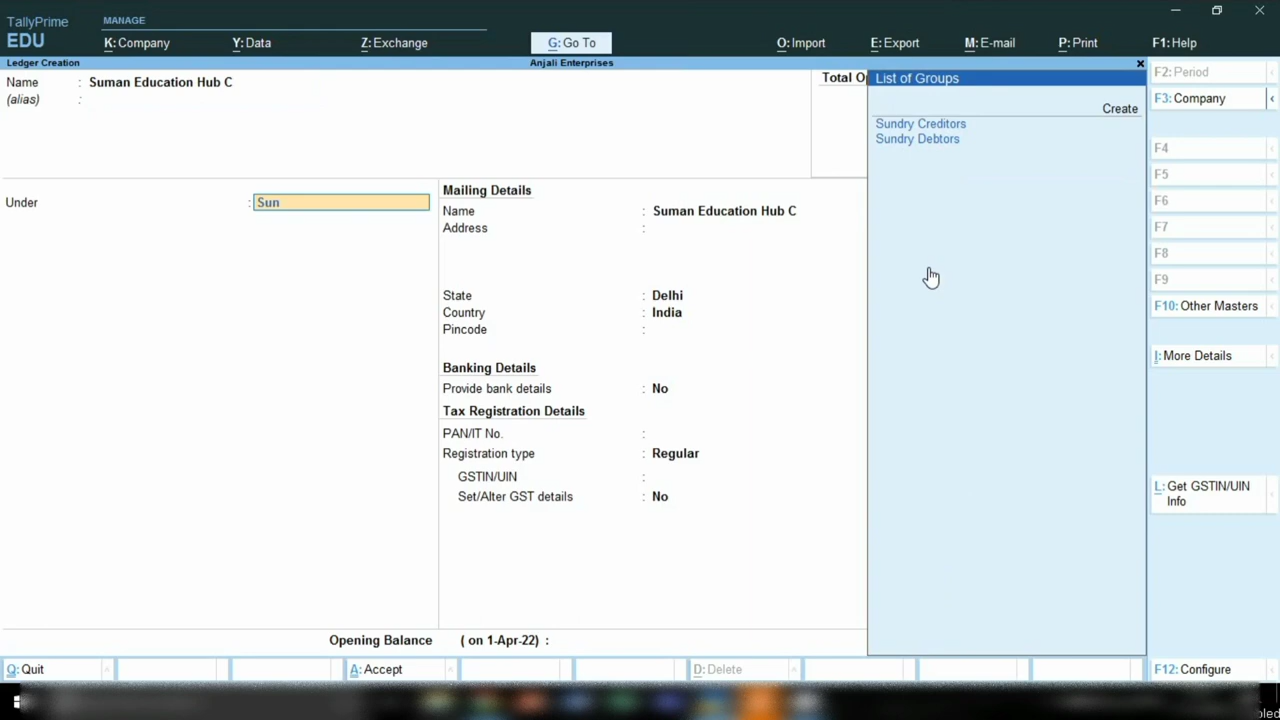 TallyPrime
EDU
MANAGE
K: Company
Y: Data
Z: Exchange
G: Go To
O: Import
E: Export
M: E-mail
P: Print
F1: Help
Ledger Creation
Anjali Enterprises
Name : Suman Education Hub C
(alias) :
Total Op
List of Groups
Create
Sundry Creditors
Sundry Debtors
Under : Sun
Mailing Details
Name : Suman Education Hub C
Address :
State : Delhi
Country : India
Pincode :
Banking Details
Provide bank details : No
Tax Registration Details
PAN/IT No. :
Registration type : Regular
GSTIN/UIN :
Set/Alter GST details : No
Opening Balance ( on 1-Apr-22) :
F2: Period
F3: Company
F4
F5
F6
F7
F8
F9
F10: Other Masters
I: More Details
L: Get GSTIN/UIN
Info
Q: Quit
A: Accept
D: Delete
F12: Configure